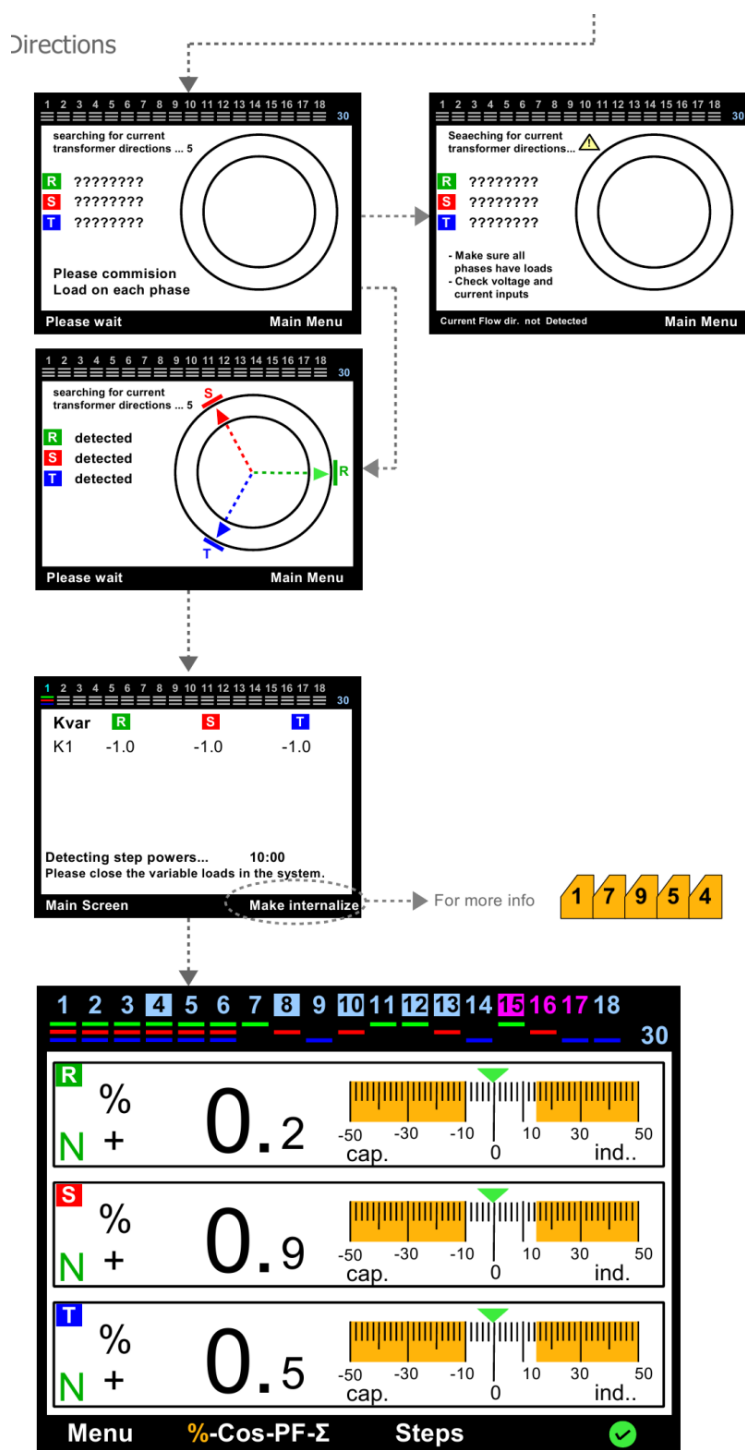 Directions
1 2 3 4 5 6 7 8 9 10 11 12 13 14 15 16 17 18
30
searching for current
transformer directions ... 5
R ????????
S ????????
T ????????
Please commision
Load on each phase
Please wait Main Menu
1 2 3 4 5 6 7 8 9 10 11 12 13 14 15 16 17 18
30
Seaeching for current
transformer directions...
R ????????
S ????????
T ????????
- Make sure all
phases have loads
- Check voltage and
current inputs
Current Flow dir. not Detected Main Menu
1 2 3 4 5 6 7 8 9 10 11 12 13 14 15 16 17 18
30
searching for current
transformer directions ... 5
R detected
S detected
T detected
S
R
T
Please wait Main Menu
1 2 3 4 5 6 7 8 9 10 11 12 13 14 15 16 17 18
30
Kvar R S T
K1 -1.0 -1.0 -1.0
Detecting step powers... 10:00
Please close the variable loads in the system.
Main Screen Make internalize
For more info 1 7 9 5 4
1 2 3 4 5 6 7 8 9 10 11 12 13 14 15 16 17 18
30
R
%
N + 0.2
-50 -30 -10 0 10 30 50
cap. ind..
S
%
N + 0.9
-50 -30 -10 0 10 30 50
cap. ind.
T
%
N + 0.5
-50 -30 -10 0 10 30 50
cap. ind.
Menu %-Cos-PF-Σ Steps